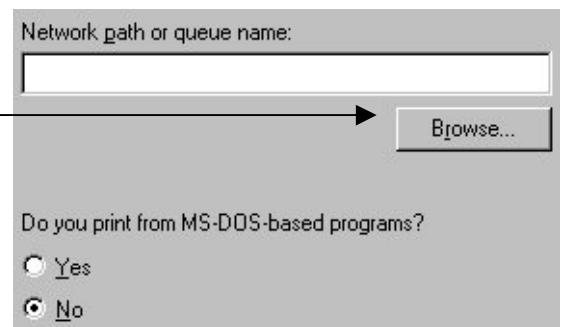 Network path or queue name:
Browse...
Do you print from MS-DOS-based programs?
Yes
No